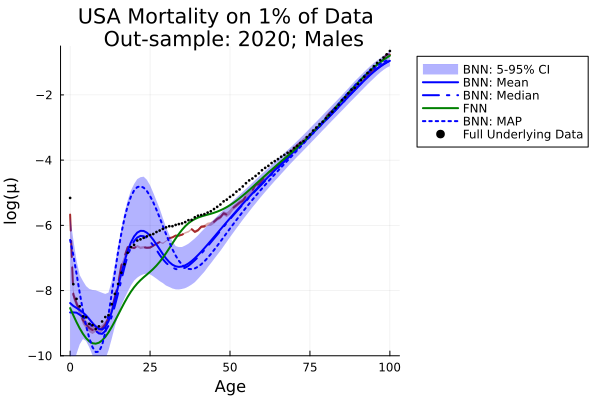 USA Mortality on 1% of Data
Out-sample: 2020; Males
BNN: 5-95% CI
BNN: Mean
BNN: Median
FNN
BNN: MAP
Full Underlying Data
log(μ)
−2
−4
−6
−8
−10
0
25
50
75
100
Age